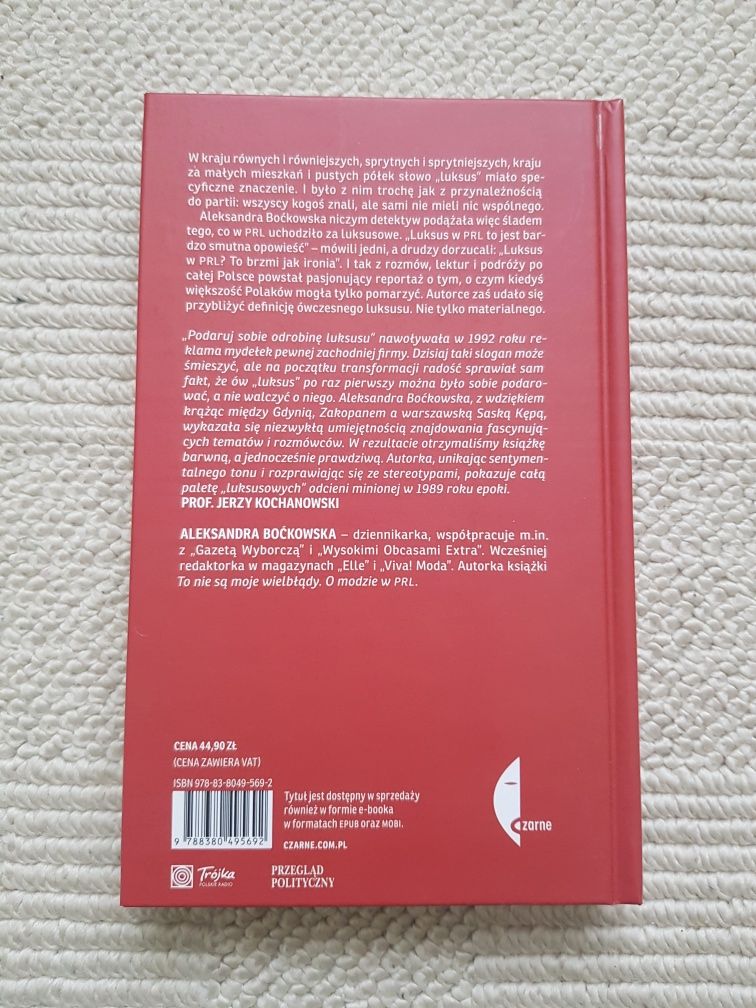 W kraju równych i równiejszych, sprytnych i sprytniejszych, kraju
za małych mieszkań i pustych półek słowo „luksus” miało spe-
cyficzne znaczenie. I było z nim trochę jak z przynależnością
do partii: wszyscy kogoś znali, ale sami nie mieli nic wspólnego.
Aleksandra Boćkowska niczym detektyw podążała więc śladem
tego, co w PRL uchodziło za luksusowe. „Luksus w PRL to jest bar-
dzo smutna opowieść” – mówili jedni, a drudzy dorzucali: „Luksus
w PRL? To brzmi jak ironia”. I tak z rozmów, lektur i podróży po
całej Polsce powstał pasjonujący reportaż o tym, o czym kiedyś
większość Polaków mogła tylko pomarzyć. Autorce zaś udało się
przybliżyć definicję ówczesnego luksusu. Nie tylko materialnego.
„Podaruj sobie odrobinę luksusu” nawoływała w 1992 roku re-
klama mydełek pewnej zachodniej firmy. Dzisiaj taki slogan może
śmieszyć, ale na początku transformacji radość sprawiał sam
fakt, że ów „luksus” po raz pierwszy można było sobie podaro-
wać, a nie walczyć o niego. Aleksandra Boćkowska, z wdziękiem
krążąc między Gdynią, Zakopanem a warszawską Saską Kępą,
wykazała się niezwykłą umiejętnością znajdowania fascynują-
cych tematów i rozmówców. W rezultacie otrzymaliśmy książkę
barwną, a jednocześnie prawdziwą. Autorka, unikając sentymen-
talnego tonu i rozprawiając się ze stereotypami, pokazuje całą
paletę „luksusowych” odcieni minionej w 1989 roku epoki.
PROF. JERZY KOCHANOWSKI
ALEKSANDRA BOĆKOWSKA – dziennikarka, współpracuje m.in.
z „Gazetą Wyborczą” i „Wysokimi Obcasami Extra”. Wcześniej
redaktorka w magazynach „Elle” i „Viva! Moda”. Autorka książki
To nie są moje wielbłądy. O modzie w PRL.
CENA 44,90 ZŁ
(CENA ZAWIERA VAT)
ISBN 978-83-8049-569-2
9 788380 495692
Tytuł jest dostępny w sprzedaży
również w formie e-booka
w formatach EPUB oraz MOBI.
CZARNE.COM.PL
czarne
Trójka
POLSKIE RADIO
PRZEGLĄD
POLITYCZNY